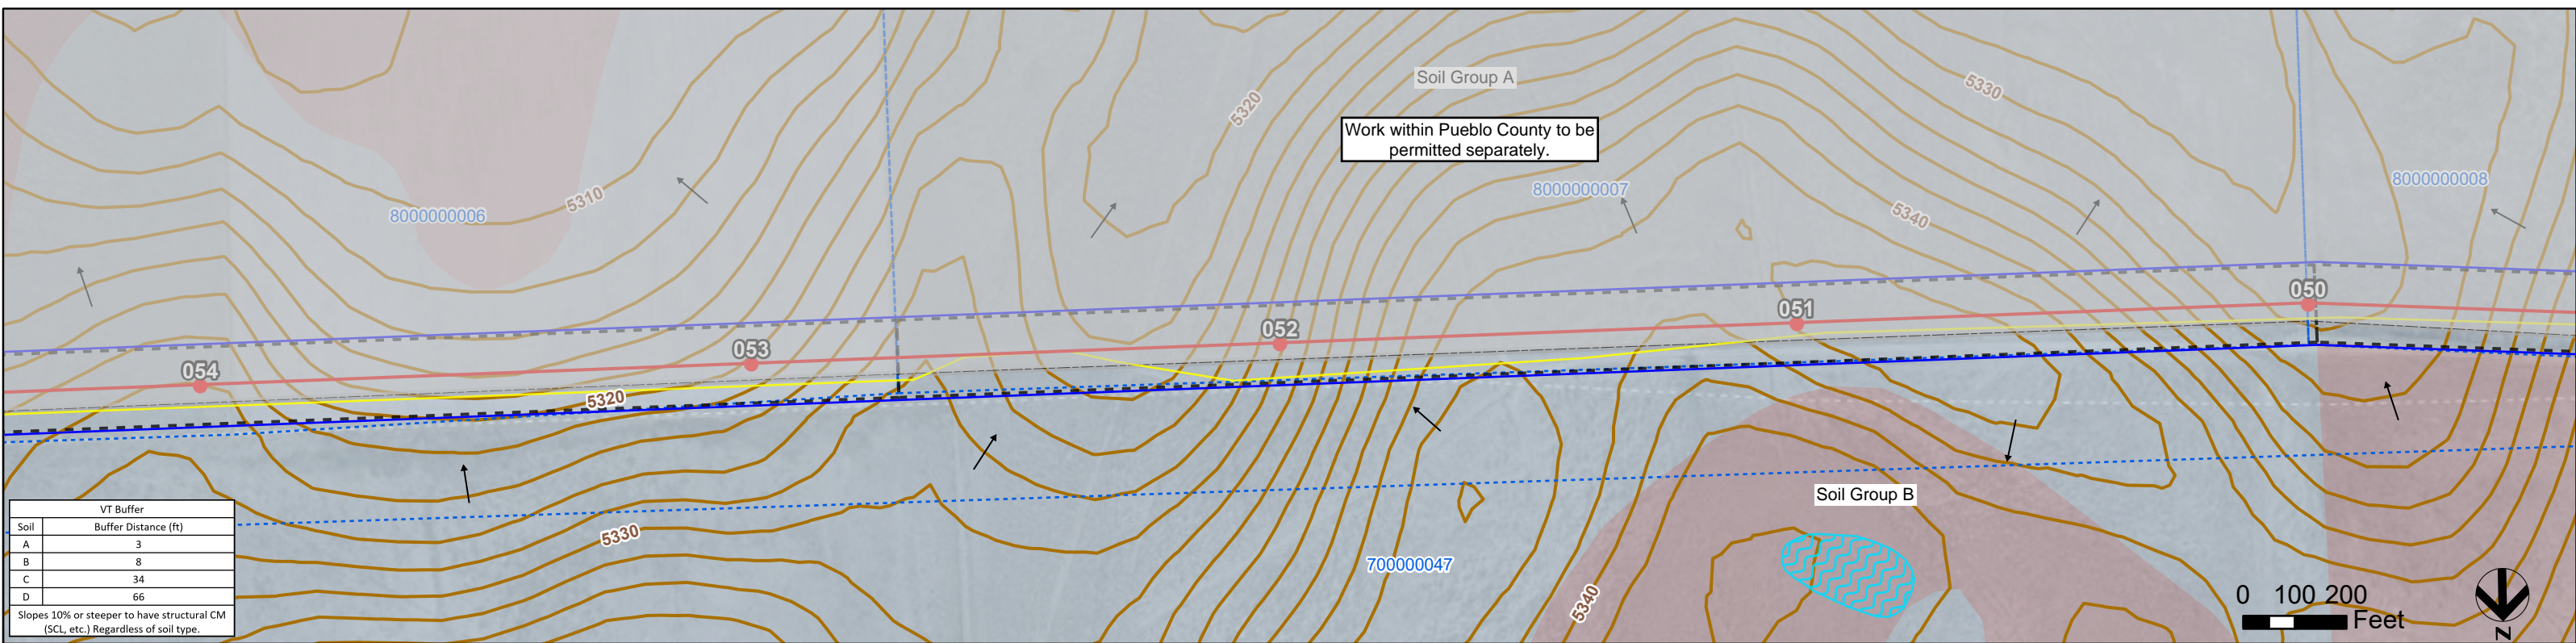 Soil Group A
5320
5330
Work within Pueblo County to be
permitted separately.
8000000006
5310
8000000007
5340
8000000008
054
053
052
051
050
5320
5330
700000047
5340
Soil Group B
VT Buffer
Soil Buffer Distance (ft)
A 3
B 8
C 34
D 66
Slopes 10% or steeper to have structural CM
(SCL, etc.) Regardless of soil type.
0 100 200
Feet
N